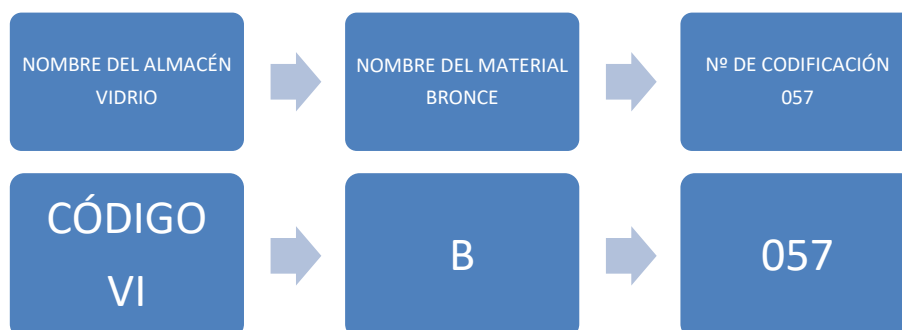 NOMBRE DEL ALMACÉN
VIDRIO
NOMBRE DEL MATERIAL
BRONCE
Nº DE CODIFICACIÓN
057
CÓDIGO
VI
B
057